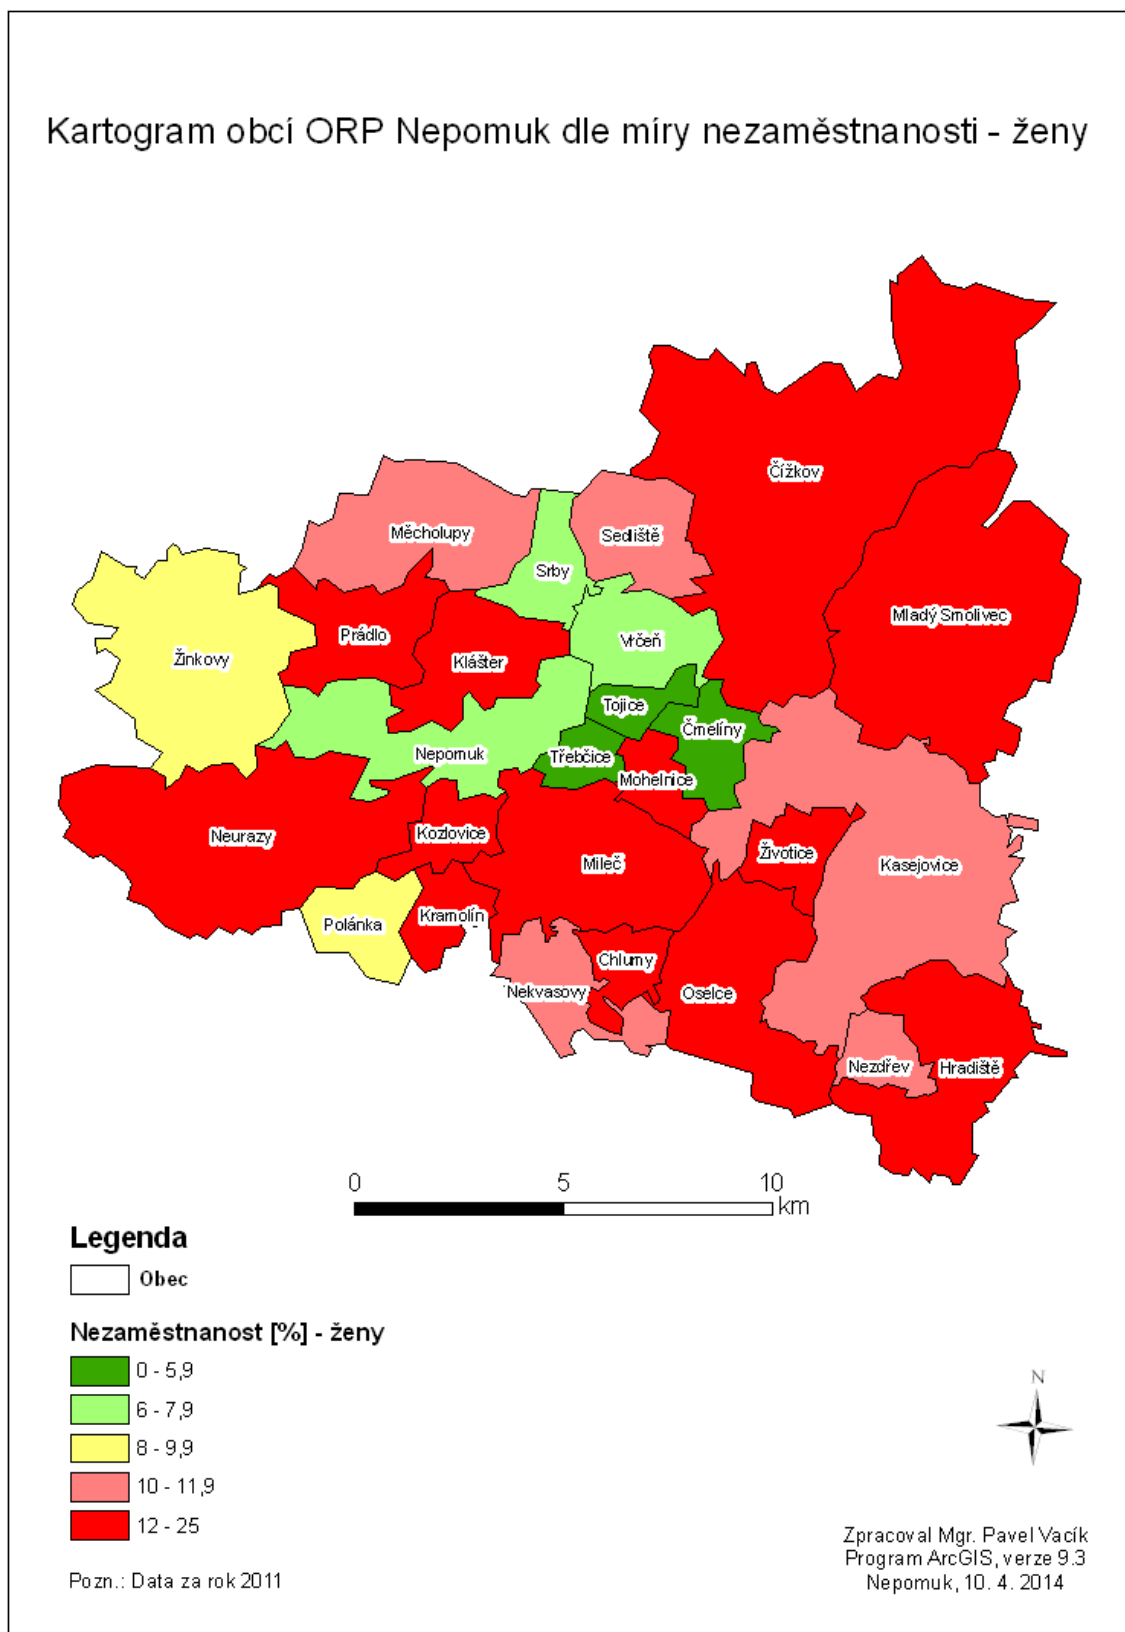 Kartogram obcí ORP Nepomuk dle míry nezaměstnanosti - ženy
Čížkov
Měcholupy
Sedliště
Srby
Mladý Smolivec
Prádlo
Vrčeň
Žinkovy
Klášter
Tojice
Čmelíny
Nepomuk
Třebčice
Mohelnice
Neurazy
Kozlovice
Životice
Mileč
Kasejovice
Kramolín
Polánka
Chlumy
Nekvasovy
Oselce
Nezdřev
Hradiště
0 5 10
km
Legenda
Obec
Nezaměstnanost [%] - ženy
0 - 5,9
6 - 7,9
8 - 9,9
10 - 11,9
12 - 25
N
Zpracoval Mgr. Pavel Vacík
Program ArcGIS, verze 9.3
Nepomuk, 10. 4. 2014
Pozn.: Data za rok 2011